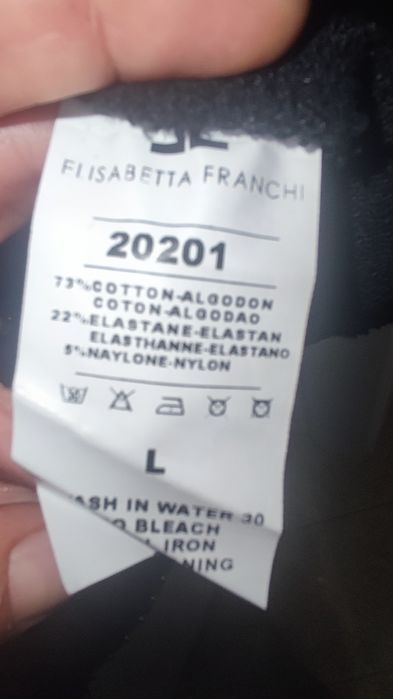 ELISABETTA FRANCHI
20201
73%COTTON-ALGODON
COTON-ALGODAO
22%ELASTANE-ELASTAN
ELASTHANNE-ELASTANO
5%NAYLONE-NYLON
L
ASH IN WATER 30
BLEACH
IRON
NING